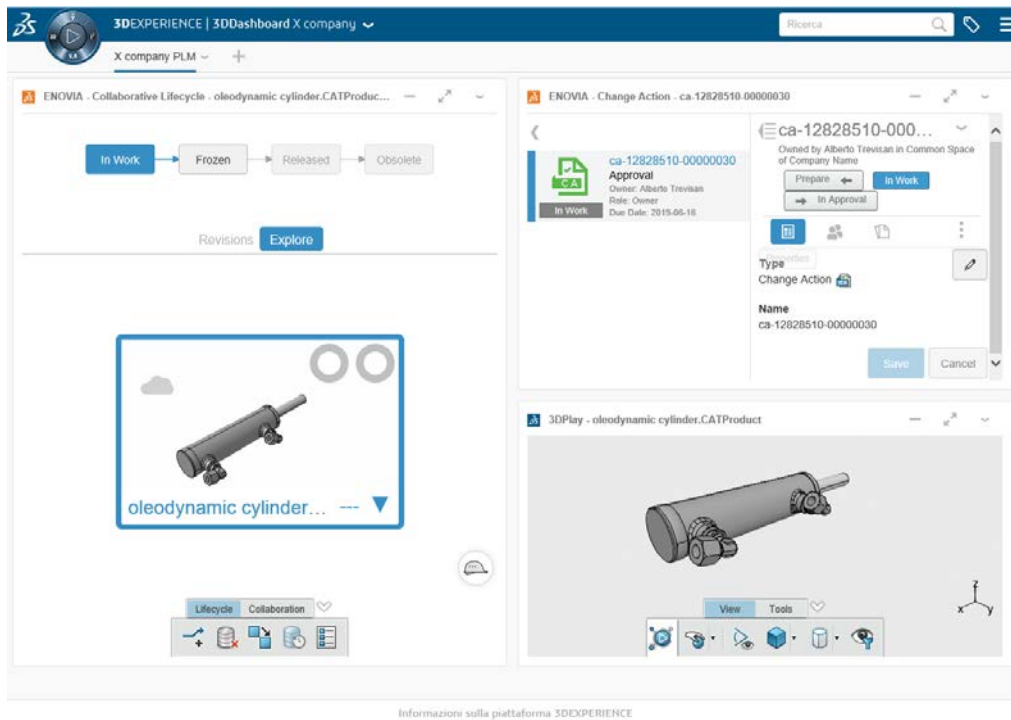 3DEXPERIENCE | 3DDashboard X company
Ricerca
X company PLM
ENOVIA - Collaborative Lifecycle - oleodynamic cylinder.CATProduc...
In Work
Frozen
Released
Obsolete
Revisions
Explore
oleodynamic cylinder... ---
Lifecycle
Collaboration
ENOVIA - Change Action - ca-12828510-00000030
CA
In Work
ca-12828510-00000030
Approval
Owner: Alberto Trevisan
Role: Owner
Due Date: 2015-06-16
ca-12828510-000...
Owned by Alberto Trevisan in Common Space
of Company Name
Prepare
In Work
In Approval
Properties
Type
Change Action
Name
ca-12828510-00000030
Save
Cancel
3DPlay - oleodynamic cylinder.CATProduct
z
x
y
View
Tools
Informazioni sulla piattaforma 3DEXPERIENCE